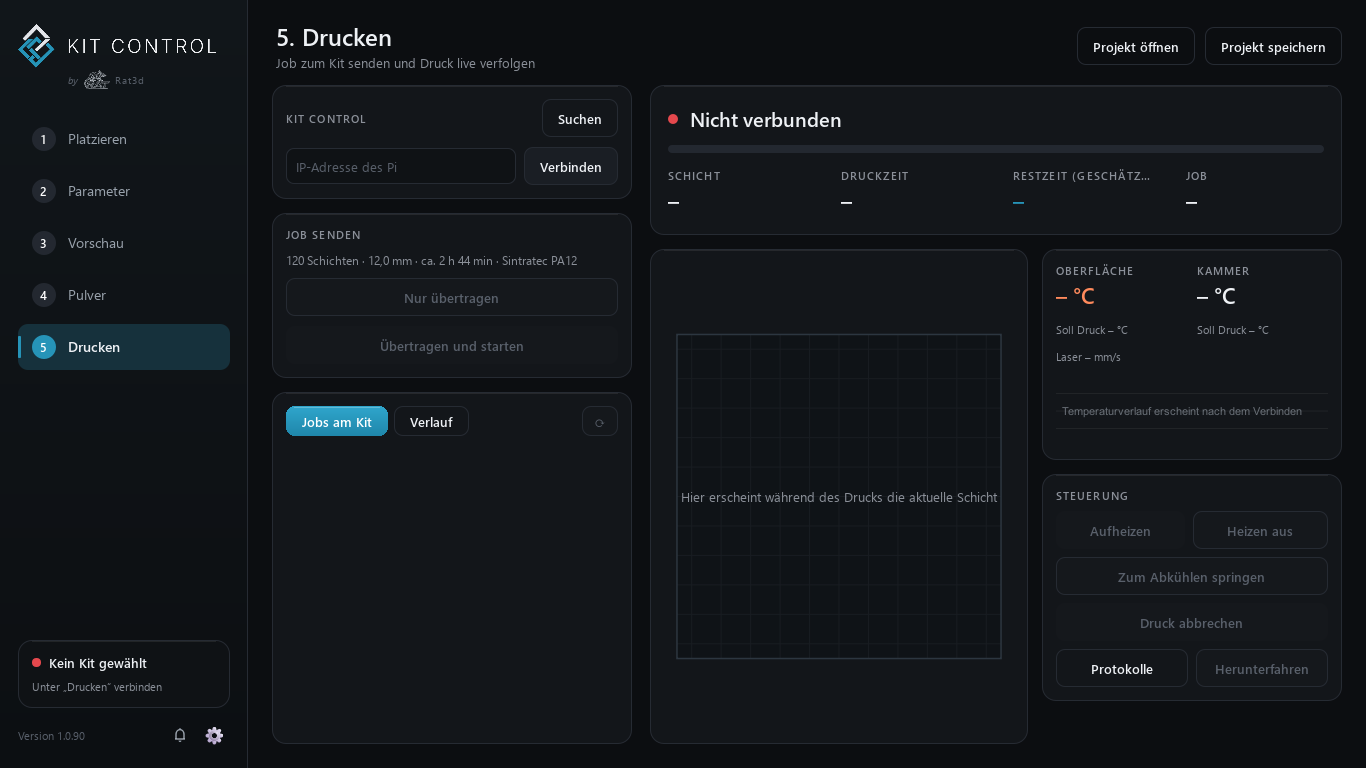 KIT CONTROL
by Rat3d
1 Platzieren
2 Parameter
3 Vorschau
4 Pulver
5 Drucken
Kein Kit gewählt
Unter „Drucken“ verbinden
Version 1.0.90
5. Drucken
Job zum Kit senden und Druck live verfolgen
Projekt öffnen
Projekt speichern
KIT CONTROL
Suchen
IP-Adresse des Pi
Verbinden
JOB SENDEN
120 Schichten · 12,0 mm · ca. 2 h 44 min · Sintratec PA12
Nur übertragen
Übertragen und starten
Jobs am Kit
Verlauf
Nicht verbunden
SCHICHT
–
DRUCKZEIT
–
RESTZEIT (GESCHÄTZ…
–
JOB
–
Hier erscheint während des Drucks die aktuelle Schicht
OBERFLÄCHE
– °C
Soll Druck – °C
Laser – mm/s
KAMMER
– °C
Soll Druck – °C
Temperaturverlauf erscheint nach dem Verbinden
STEUERUNG
Aufheizen
Heizen aus
Zum Abkühlen springen
Druck abbrechen
Protokolle
Herunterfahren